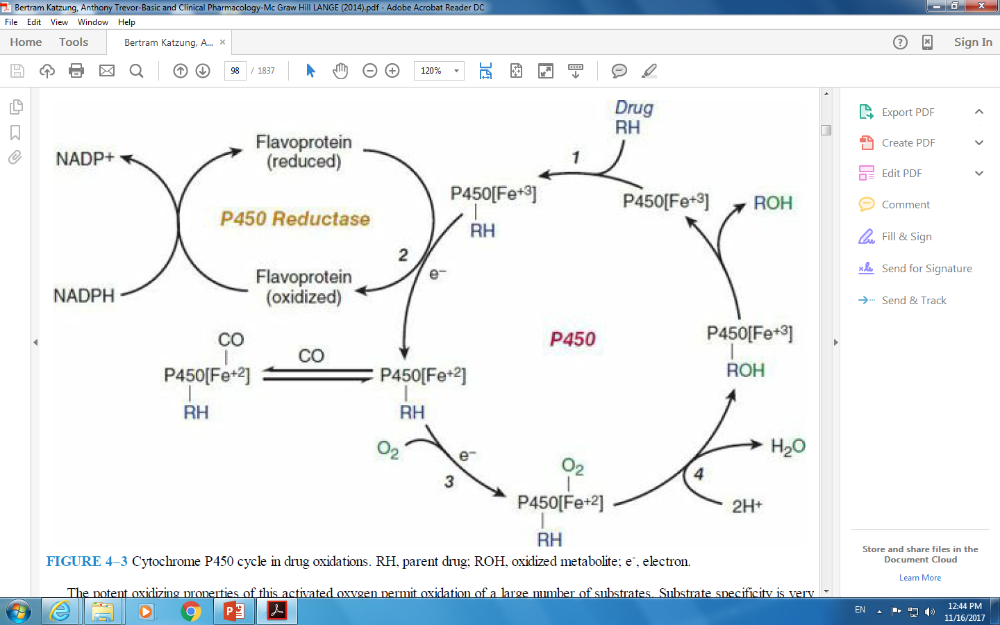 Bertram Katzung, Anthony Trevor-Basic and Clinical Pharmacology-Mc Graw Hill LANGE (2014).pdf - Adobe Acrobat Reader DC
File Edit View Window Help
Home Tools Bertram Katzung, A... × Sign In
98 / 1837 120%
Drug
RH
1
Flavoprotein
(reduced)
NADP+
P450[Fe+3]
RH
P450[Fe+3]
ROH
P450 Reductase
2
e–
Flavoprotein
(oxidized)
NADPH
P450
P450[Fe+3]
ROH
CO
P450[Fe+2]
RH
CO
P450[Fe+2]
RH
O2
e–
3
O2
P450[Fe+2]
RH
4
H2O
2H+
FIGURE 4–3 Cytochrome P450 cycle in drug oxidations. RH, parent drug; ROH, oxidized metabolite; e-, electron.
The potent oxidizing properties of this activated oxygen permit oxidation of a large number of substrates. Substrate specificity is very
Export PDF
Create PDF
Edit PDF
Comment
Fill & Sign
Send for Signature
Send & Track
Store and share files in the
Document Cloud
Learn More
EN
12:44 PM
11/16/2017